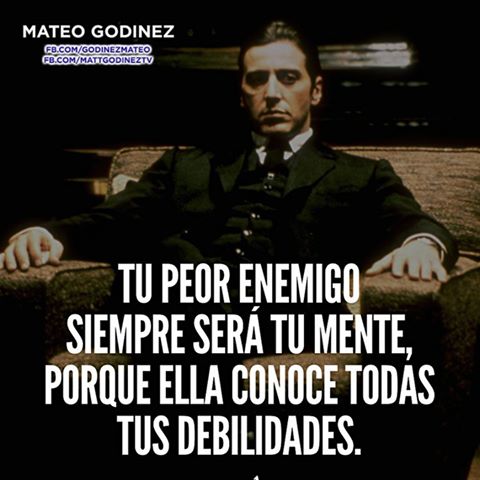 MATEO GODINEZ
FB.COM/GODINEZMATEO
FB.COM/MATTGODINEZTV
TU PEOR ENEMIGO
SIEMPRE SERÁ TU MENTE,
PORQUE ELLA CONOCE TODAS
TUS DEBILIDADES.